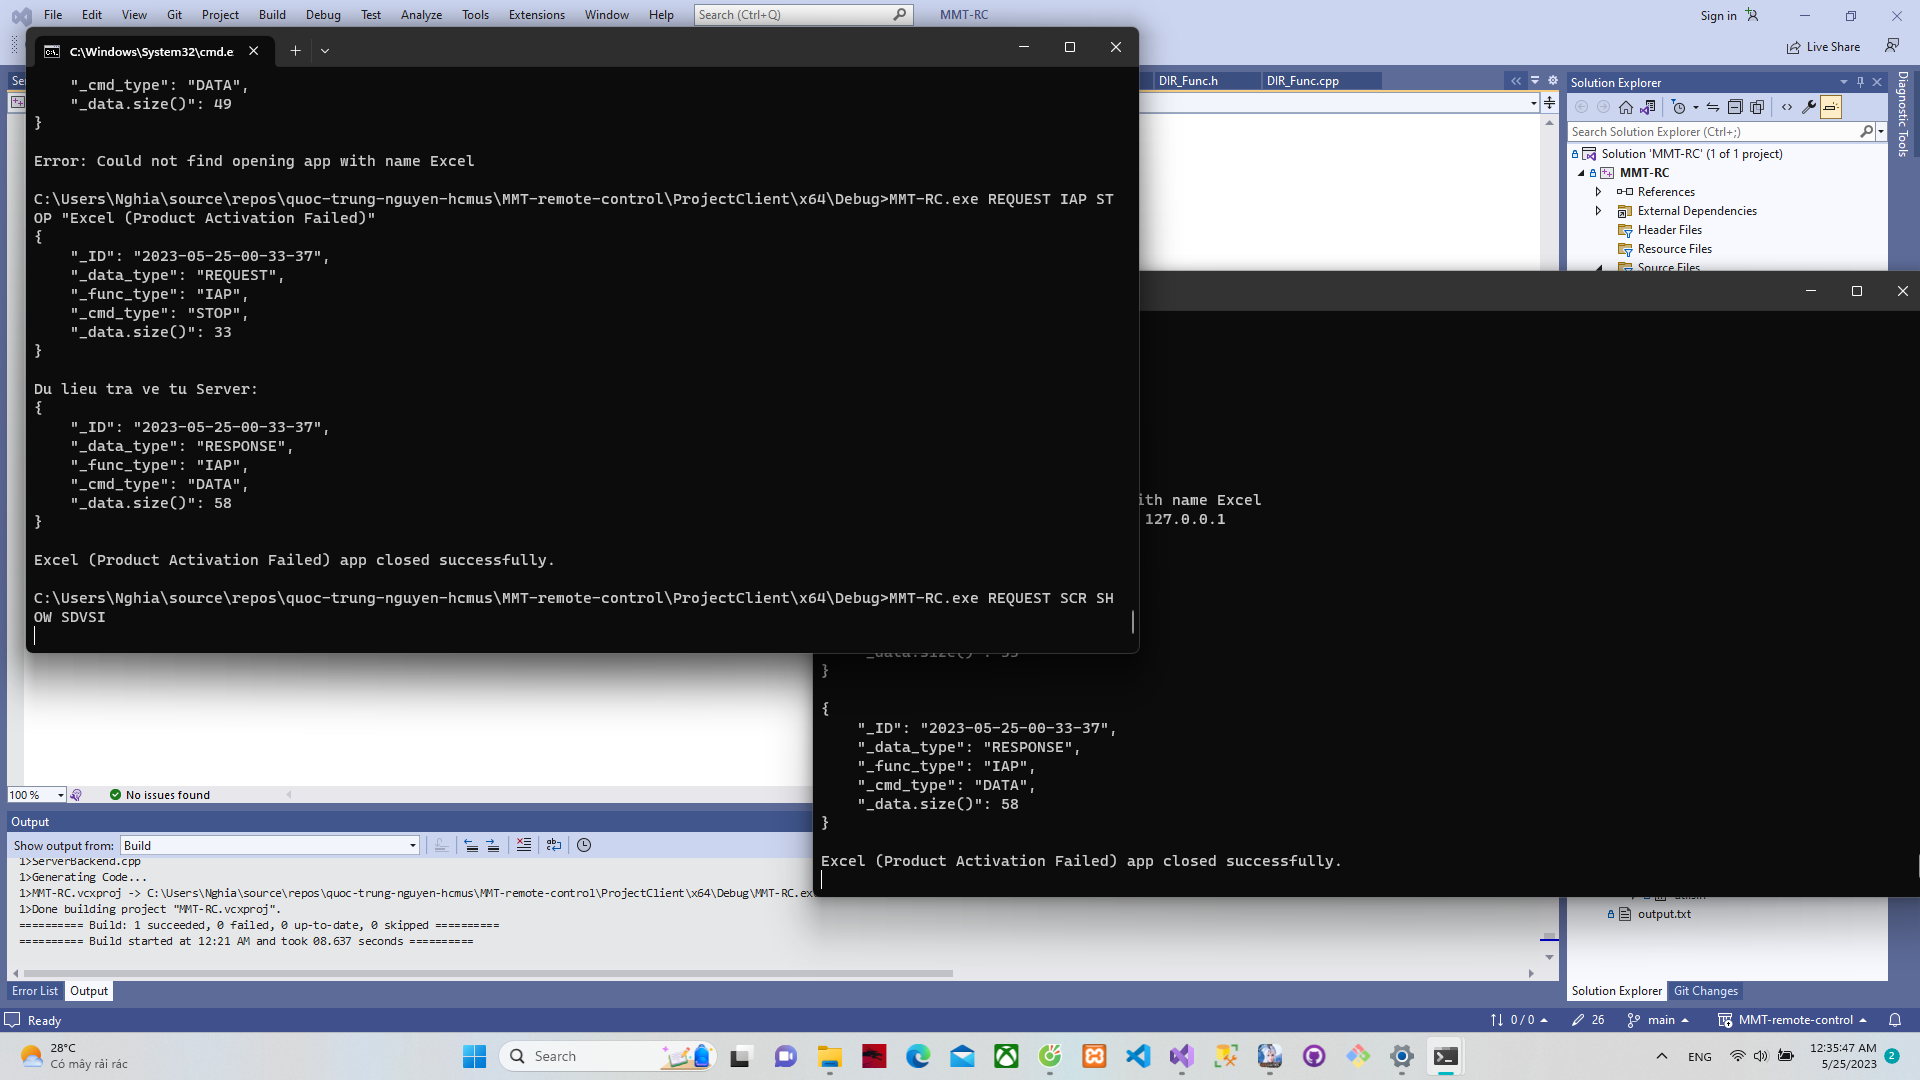 File Edit View Git Project Build Debug Test Analyze Tools Extensions Window Help Search (Ctrl+Q) MMT-RC Sign in
Live Share
C:\Windows\System32\cmd.e
"_cmd_type": "DATA",
"_data.size()": 49
}
Error: Could not find opening app with name Excel
C:\Users\Nghia\source\repos\quoc-trung-nguyen-hcmus\MMT-remote-control\ProjectClient\x64\Debug>MMT-RC.exe REQUEST IAP ST
OP "Excel (Product Activation Failed)"
{
"_ID": "2023-05-25-00-33-37",
"_data_type": "REQUEST",
"_func_type": "IAP",
"_cmd_type": "STOP",
"_data.size()": 33
}
Du lieu tra ve tu Server:
{
"_ID": "2023-05-25-00-33-37",
"_data_type": "RESPONSE",
"_func_type": "IAP",
"_cmd_type": "DATA",
"_data.size()": 58
}
Excel (Product Activation Failed) app closed successfully.
C:\Users\Nghia\source\repos\quoc-trung-nguyen-hcmus\MMT-remote-control\ProjectClient\x64\Debug>MMT-RC.exe REQUEST SCR SH
OW SDVSI
DIR_Func.h DIR_Func.cpp
Solution Explorer
Search Solution Explorer (Ctrl+;)
Solution 'MMT-RC' (1 of 1 project)
MMT-RC
References
External Dependencies
Header Files
Resource Files
Source Files
Diagnostic Tools
ith name Excel
127.0.0.1
}
{
"_ID": "2023-05-25-00-33-37",
"_data_type": "RESPONSE",
"_func_type": "IAP",
"_cmd_type": "DATA",
"_data.size()": 58
}
Excel (Product Activation Failed) app closed successfully.
output.txt
100 % No issues found
Output
Show output from: Build
1>ServerBackend.cpp
1>Generating Code...
1>MMT-RC.vcxproj -> C:\Users\Nghia\source\repos\quoc-trung-nguyen-hcmus\MMT-remote-control\ProjectClient\x64\Debug\MMT-RC.ex
1>Done building project "MMT-RC.vcxproj".
========== Build: 1 succeeded, 0 failed, 0 up-to-date, 0 skipped ==========
========== Build started at 12:21 AM and took 08.637 seconds ==========
Error List Output
Solution Explorer Git Changes
Ready 0 / 0 26 main MMT-remote-control
28°C
Có mây rải rác
Search
ENG
12:35:47 AM
5/25/2023
2